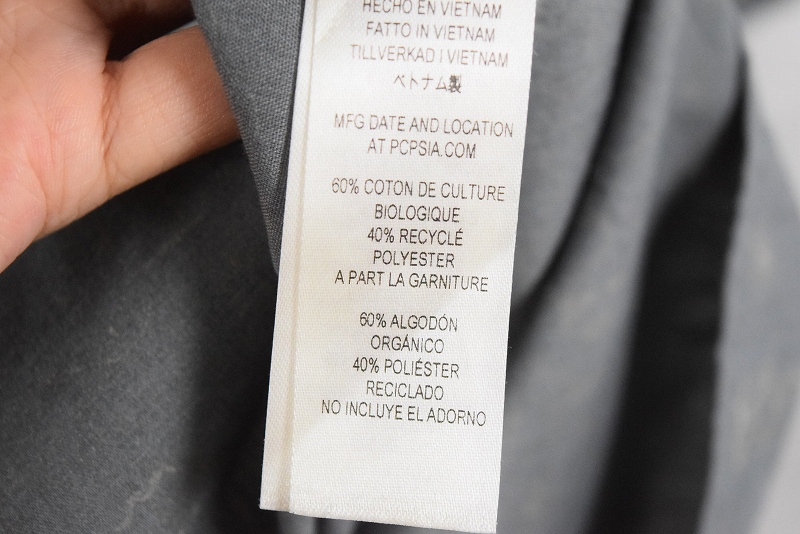 HECHO EN VIETNAM
FATTO IN VIETNAM
TILLVERKAD I VIETNAM
ベトナム製
MFG DATE AND LOCATION
AT PCPSIA.COM
60% COTON DE CULTURE
BIOLOGIQUE
40% RECYCLÉ
POLYESTER
A PART LA GARNITURE
60% ALGODÓN
ORGÁNICO
40% POLIÉSTER
RECICLADO
NO INCLUYE EL ADORNO